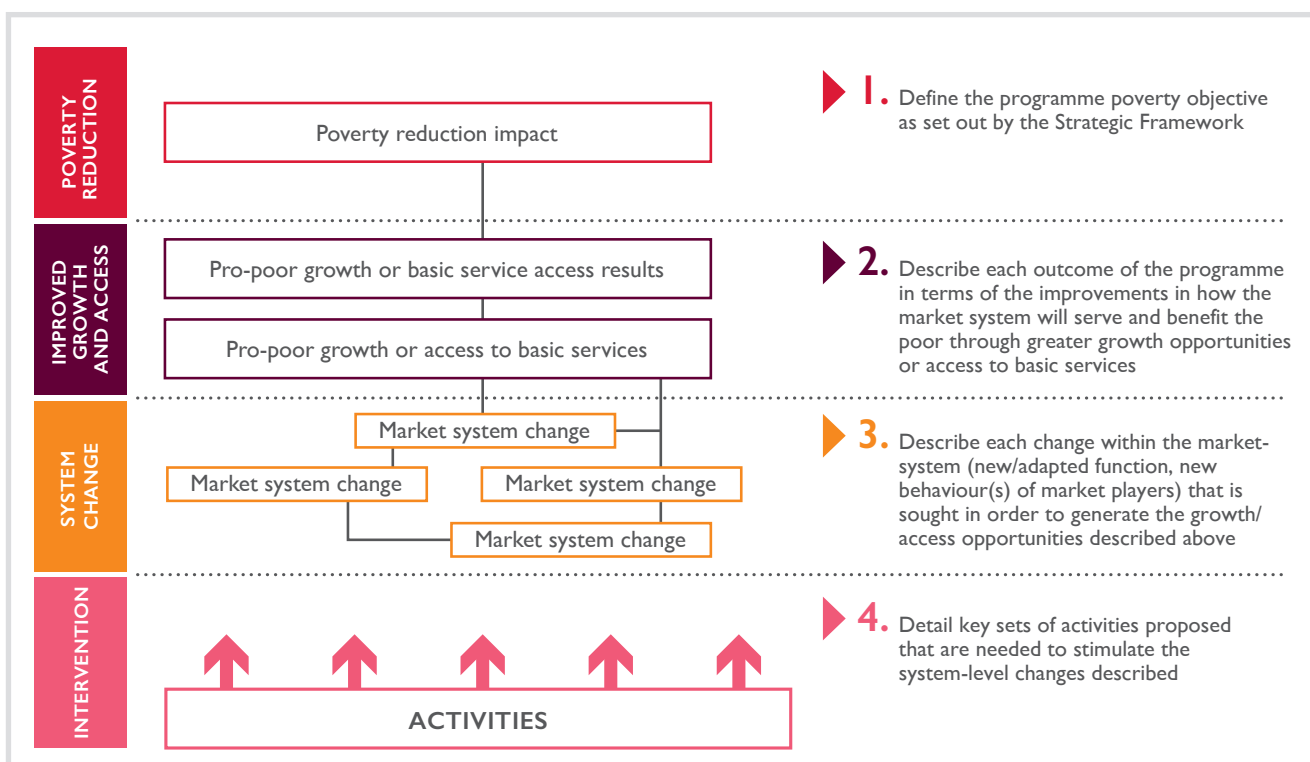 POVERTY
REDUCTION
Poverty reduction impact
1. Define the programme poverty objective
as set out by the Strategic Framework
IMPROVED
GROWTH
AND ACCESS
Pro-poor growth or basic service access results
Pro-poor growth or access to basic services
2. Describe each outcome of the programme
in terms of the improvements in how the
market system will serve and benefit the
poor through greater growth opportunities
or access to basic services
SYSTEM
CHANGE
Market system change
Market system change
Market system change
Market system change
3. Describe each change within the market-
system (new/adapted function, new
behaviour(s) of market players) that is
sought in order to generate the growth/
access opportunities described above
INTERVENTION
ACTIVITIES
4. Detail key sets of activities proposed
that are needed to stimulate the
system-level changes described